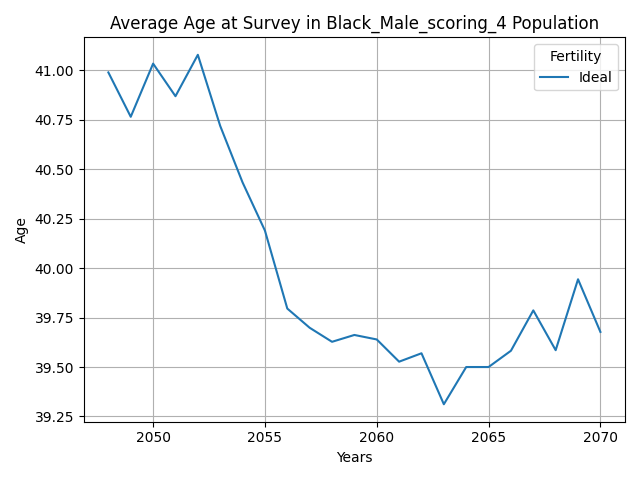 Average Age at Survey in Black_Male_scoring_4 Population
Fertility
Ideal
41.00
40.75
40.50
40.25
40.00
39.75
39.50
39.25
Age
2050 2055 2060 2065 2070
Years